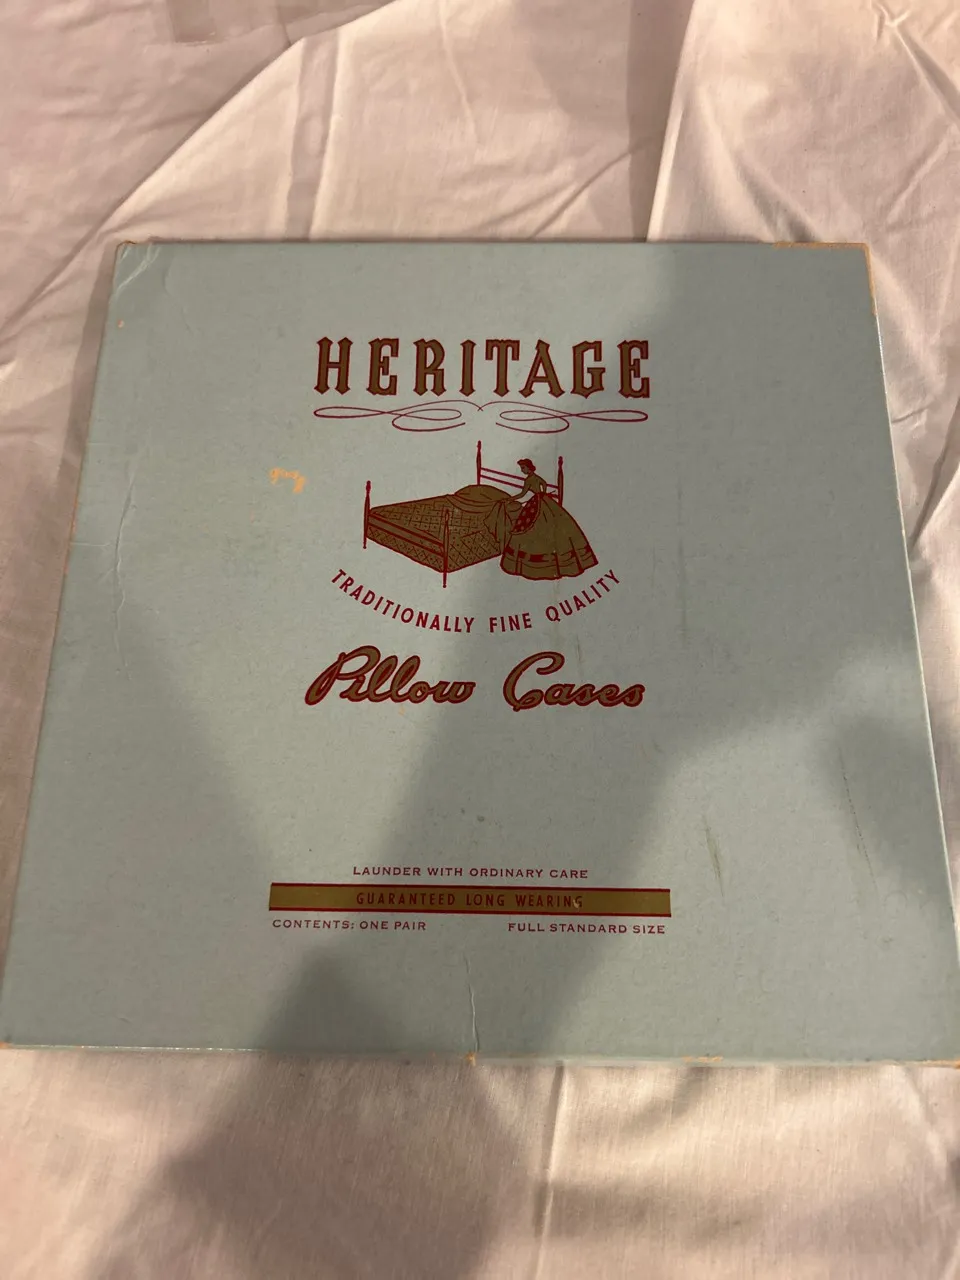 HERITAGE
TRADITIONALLY FINE QUALITY
Pillow Cases
LAUNDER WITH ORDINARY CARE
GUARANTEED LONG WEARING
CONTENTS: ONE PAIR FULL STANDARD SIZE